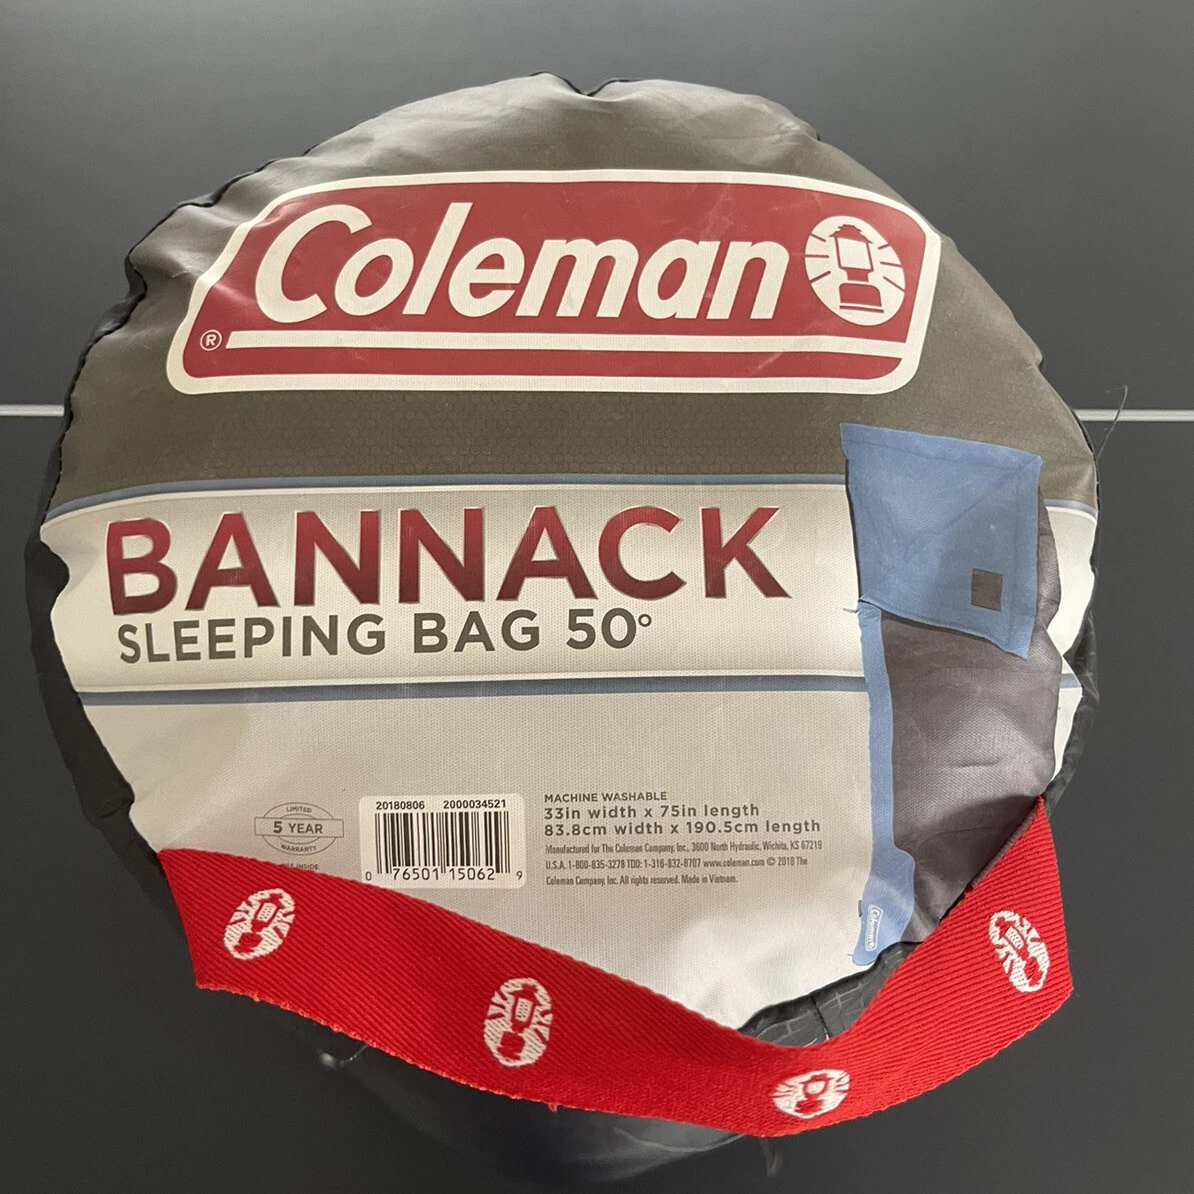 Coleman
®
BANNACK
SLEEPING BAG 50°
LIMITED
5 YEAR
WARRANTY
INSIDE
20180806 2000034521
0 76501 15062 9
MACHINE WASHABLE
33in width x 75in length
83.8cm width x 190.5cm length
Manufactured for The Coleman Company, Inc., 3600 North Hydraulic, Wichita, KS 67219
U.S.A. 1-800-835-3278 TDD: 1-316-832-8707 www.coleman.com © 2018 The
Coleman Company, Inc. All rights reserved. Made in Vietnam.
Coleman